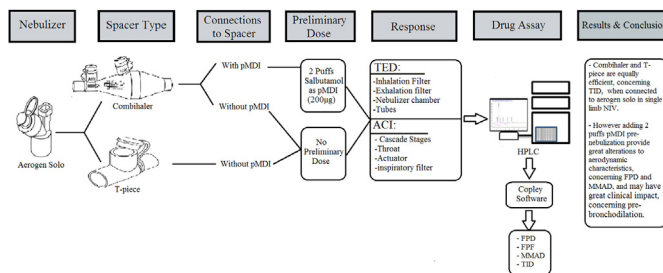 Nebulizer
Spacer Type
Connections
to Spacer
Preliminary
Dose
Response
Drug Assay
Results & Conclusion
Aerogen Solo
Combihaler
T-piece
With pMDI
Without pMDI
Without pMDI
2 Puffs
Salbutamol
as pMDI
(200µg)
No
Preliminary
Dose
TED:
-Inhalation Filter
-Exhalation filter
-Nebulizer chamber
-Tubes
ACI:
- Cascade Stages
-Throat
-Actuator
-inspiratory filter
HPLC
Copley
Software
- FPD
- FPF
- MMAD
- TID
- Combihaler and T-
piece are equally
efficient, concerning
TID, when connected
to aerogen solo in single
limb NIV.
- However adding 2
puffs pMDI pre-
nebulization provide
great alterations to
aerodynamic
characteristics,
concerning FPD and
MMAD, and may have
great clinical impact,
concerning pre-
bronchodilation.